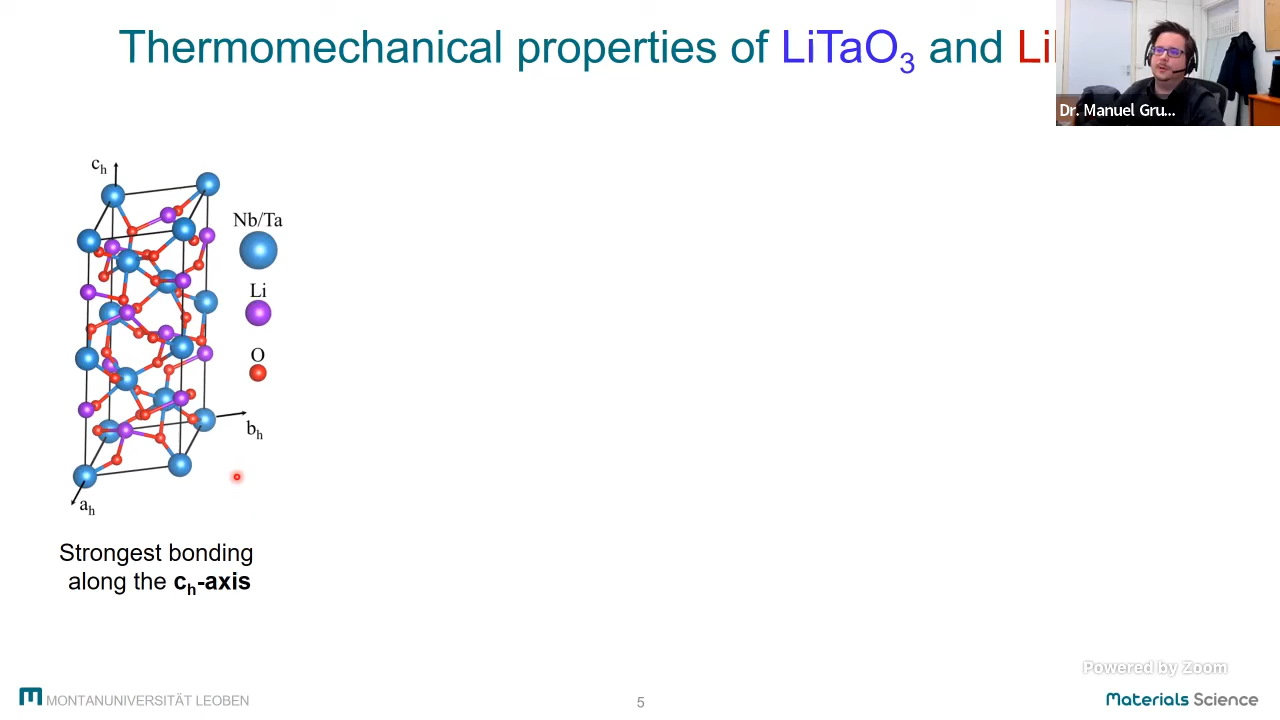 Thermomechanical properties of LiTaO3 and
Dr. Manuel Gru...
ch
Nb/Ta
Li
O
bh
ah
Strongest bonding
along the ch-axis
Powered by Zoom
MONTANUNIVERSITÄT LEOBEN
5
Materials Science